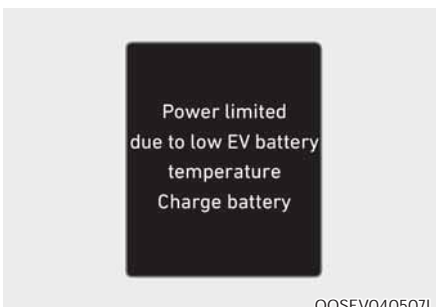 Power limited
due to low EV battery
temperature
Charge battery
OOSEV040507L